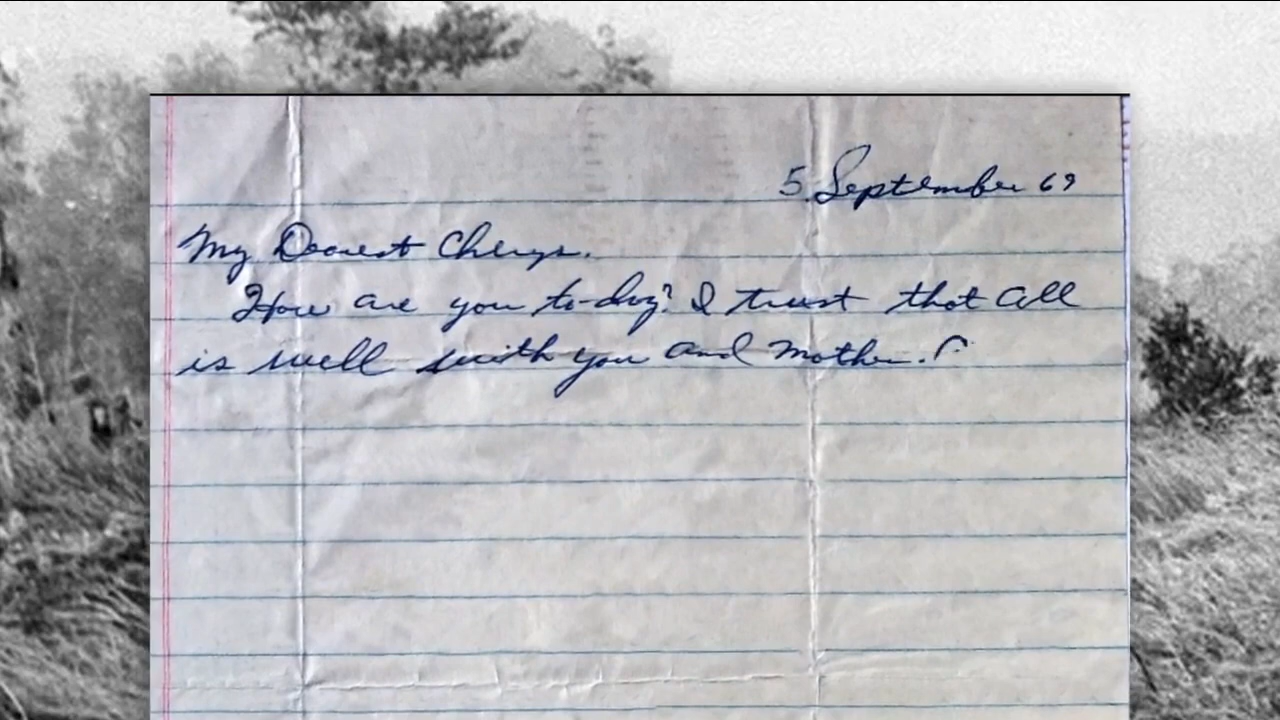 5 September 69
My Dearest Cheryl.
How are you to-day? I trust that all
is well with you and Mother.